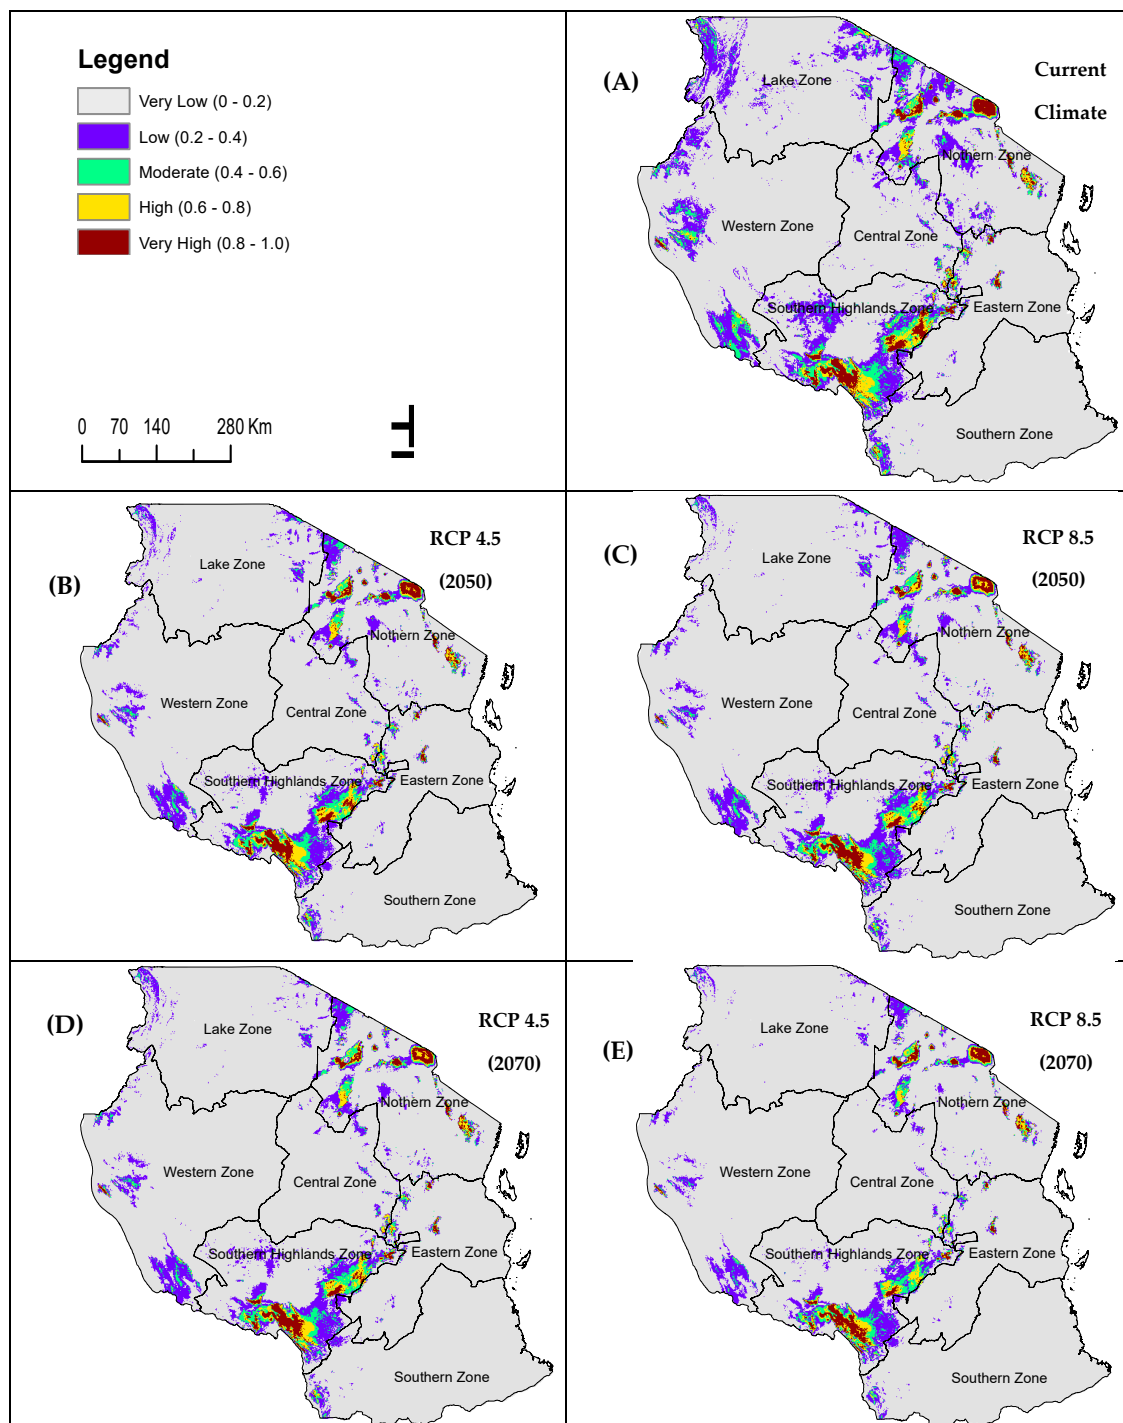 Legend
Very Low (0 - 0.2)
Low (0.2 - 0.4)
Moderate (0.4 - 0.6)
High (0.6 - 0.8)
Very High (0.8 - 1.0)
0 70 140 280 Km
(A)
Current
Climate
Lake Zone
Nothern Zone
Western Zone
Central Zone
Southern Highlands Zone
Eastern Zone
Southern Zone
(B)
RCP 4.5
(2050)
Lake Zone
Nothern Zone
Western Zone
Central Zone
Southern Highlands Zone
Eastern Zone
Southern Zone
(C)
RCP 8.5
(2050)
Lake Zone
Nothern Zone
Western Zone
Central Zone
Southern Highlands Zone
Eastern Zone
Southern Zone
(D)
RCP 4.5
(2070)
Lake Zone
Nothern Zone
Western Zone
Central Zone
Southern Highlands Zone
Eastern Zone
Southern Zone
(E)
RCP 8.5
(2070)
Lake Zone
Nothern Zone
Western Zone
Central Zone
Southern Highlands Zone
Eastern Zone
Southern Zone